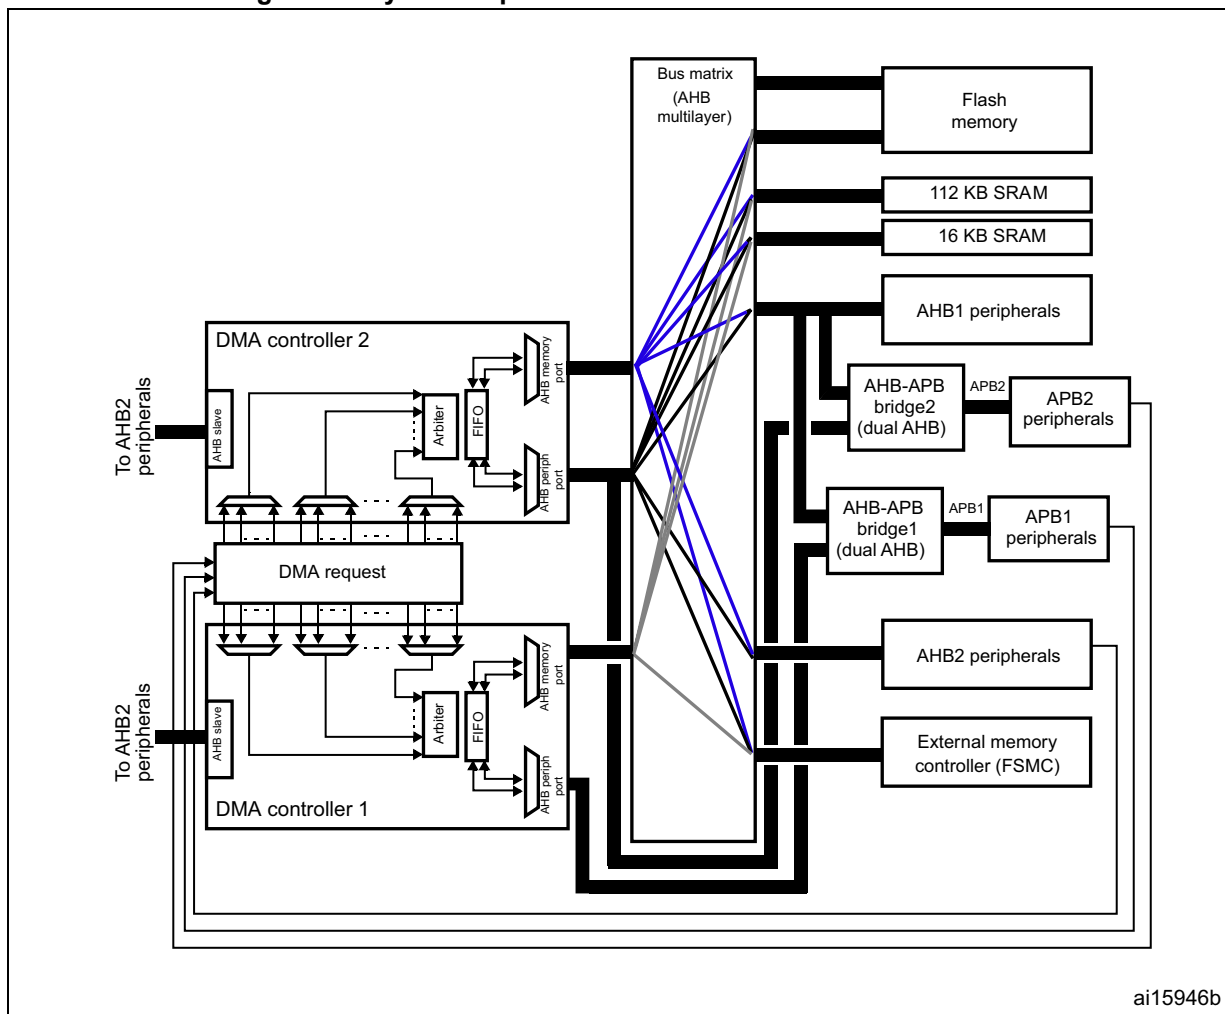 Bus matrix
(AHB
multilayer)
Flash
memory
112 KB SRAM
16 KB SRAM
AHB1 peripherals
DMA controller 2
AHB memory
port
AHB-APB
bridge2
(dual AHB)
APB2
APB2
peripherals
To AHB2
peripherals
AHB slave
Arbiter
FIFO
AHB periph
port
AHB-APB
bridge1
(dual AHB)
APB1
APB1
peripherals
DMA request
To AHB2
peripherals
AHB slave
Arbiter
FIFO
AHB memory
port
AHB periph
port
DMA controller 1
AHB2 peripherals
External memory
controller (FSMC)
ai15946b